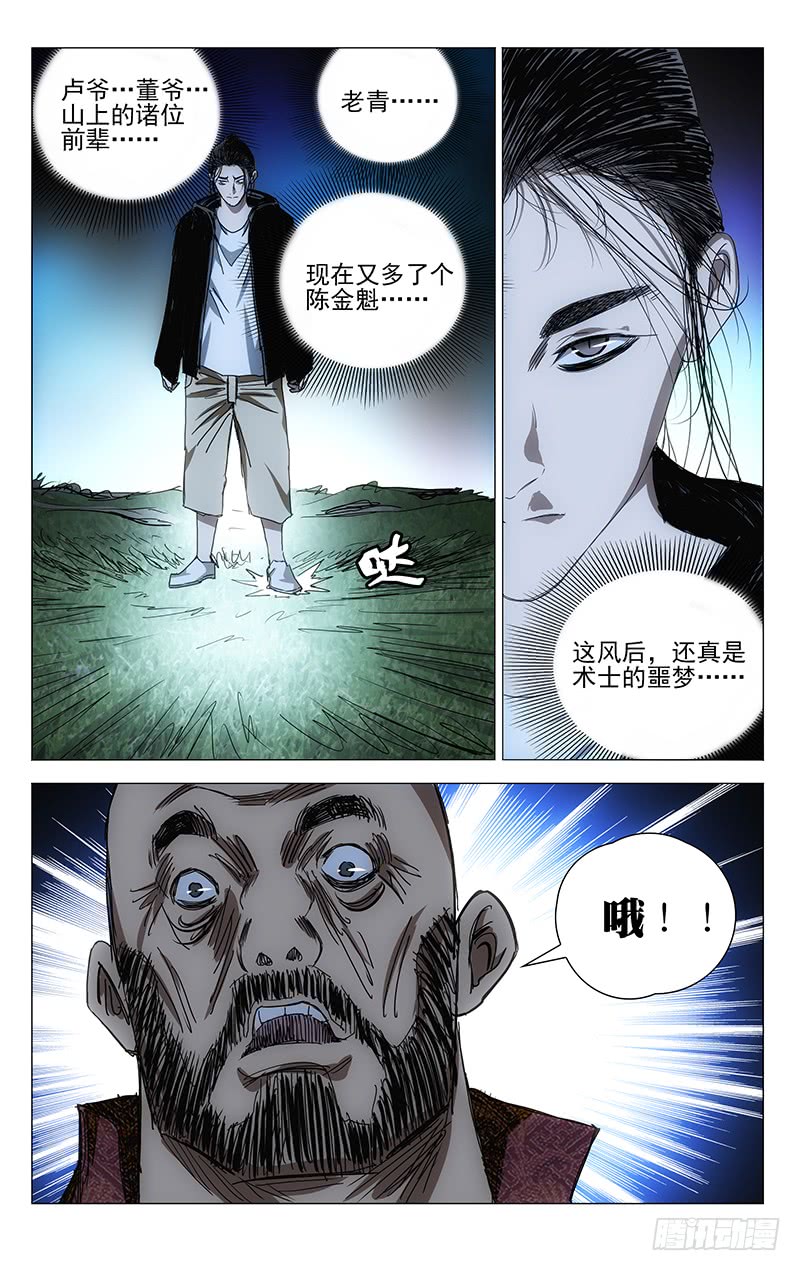 卢爷…董爷…
山上的诸位
前辈……
老青……
现在又多了个
陈金魁……
哒
这风后，还真是
术士的噩梦……
哦！！
腾讯动漫